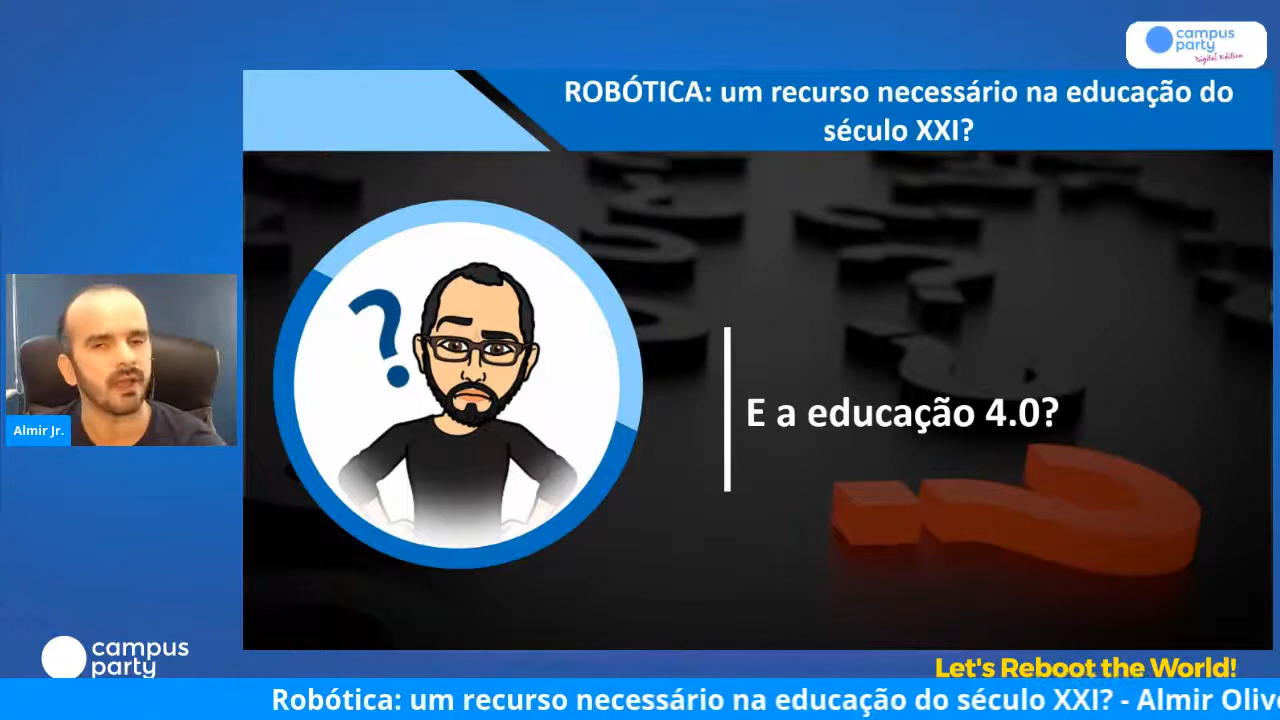 campus
party
Digital Edition
ROBÓTICA: um recurso necessário na educação do
século XXI?
?
E a educação 4.0?
Almir Jr.
campus
party
Let's Reboot the World!
Robótica: um recurso necessário na educação do século XXI? - Almir Olive